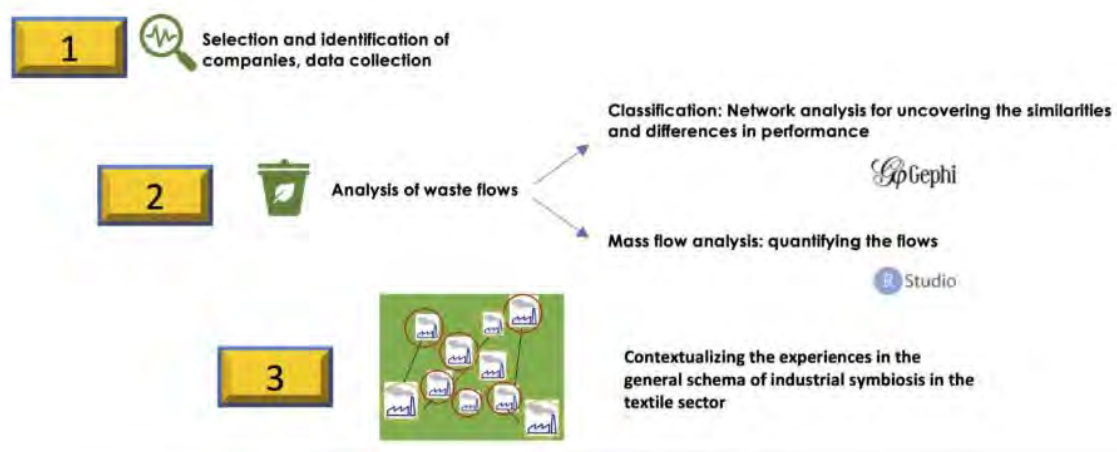 1
Selection and identification of
companies, data collection
Classification: Network analysis for uncovering the similarities
and differences in performance
Gephi
2
Analysis of waste flows
Mass flow analysis: quantifying the flows
R Studio
3
Contextualizing the experiences in the
general schema of industrial symbiosis in the
textile sector